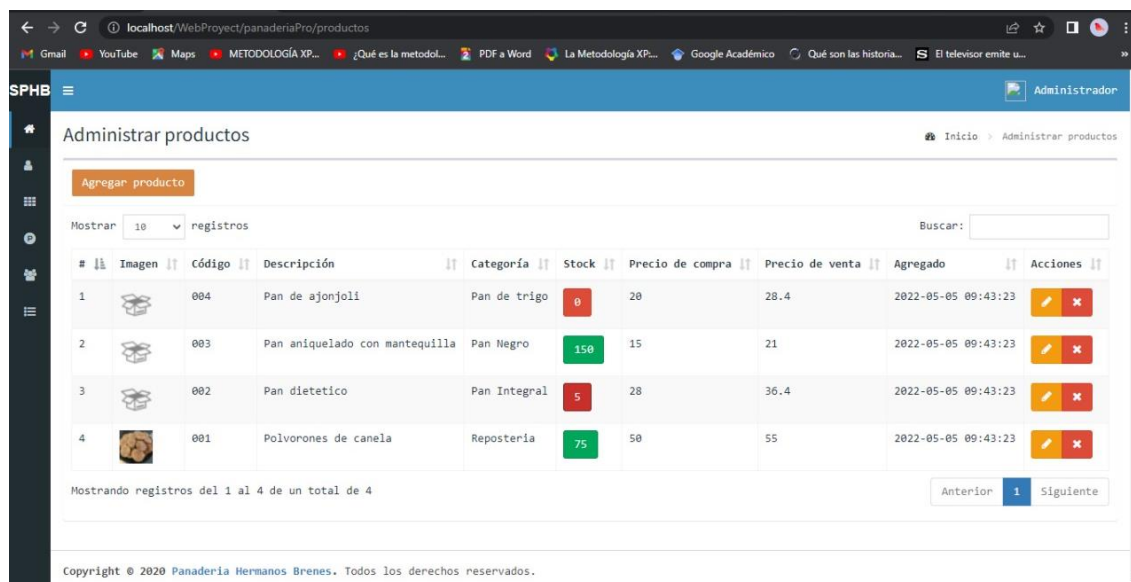 localhost/WebProyect/panaderiaPro/productos
Gmail YouTube Maps METODOLOGÍA XP... ¿Qué es la metodol... PDF a Word La Metodología XP:... Google Académico Qué son las historia... El televisor emite u... »
SPHB Administrador
Administrar productos Inicio > Administrar productos
Agregar producto
Mostrar 10 registros Buscar:
# Imagen Código Descripción Categoría Stock Precio de compra Precio de venta Agregado Acciones
1 004 Pan de ajonjoli Pan de trigo 0 20 28.4 2022-05-05 09:43:23
2 003 Pan aniquelado con mantequilla Pan Negro 150 15 21 2022-05-05 09:43:23
3 002 Pan dietetico Pan Integral 5 28 36.4 2022-05-05 09:43:23
4 001 Polvorones de canela Reposteria 75 50 55 2022-05-05 09:43:23
Mostrando registros del 1 al 4 de un total de 4 Anterior 1 Siguiente
Copyright © 2020 Panaderia Hermanos Brenes. Todos los derechos reservados.